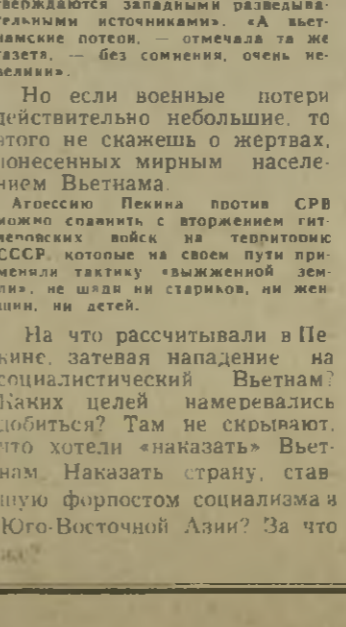 тверждаются западными разведыва-
тельными источниками». «А вьет-
намские потери, — отмечала та же
газета, — без сомнения, очень не-
велики».
Но если военные потери
действительно небольшие, то
этого не скажешь о жертвах,
понесенных мирным населе-
нием Вьетнама.
Агрессию Пекина против СРВ
можно сравнить с вторжением гит-
леровских войск на территорию
СССР, которые на своем пути при-
меняли тактику «выжженной зем-
ли», не щадя ни стариков, ни жен
щин, ни детей.
На что рассчитывали в Пе
кине, затевая нападение на
социалистический Вьетнам?
Каких целей намеревались
добиться? Там не скрывают,
что хотели «наказать» Вьет-
нам. Наказать страну, став
шую форпостом социализма в
Юго-Восточной Азии? За что